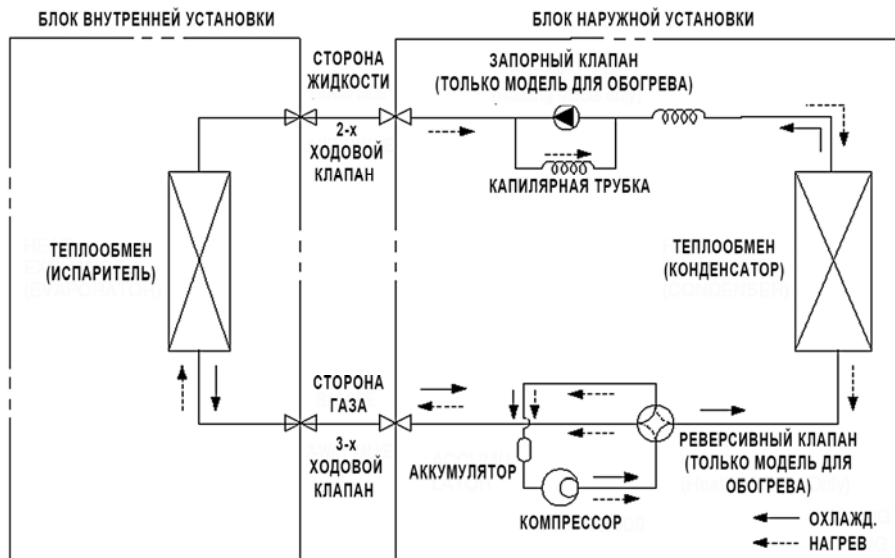 БЛОК ВНУТРЕННЕЙ УСТАНОВКИ
БЛОК НАРУЖНОЙ УСТАНОВКИ
СТОРОНА
ЖИДКОСТИ
ЗАПОРНЫЙ КЛАПАН
(ТОЛЬКО МОДЕЛЬ ДЛЯ ОБОГРЕВА)
2-х
ХОДОВОЙ
КЛАПАН
КАПИЛЯРНАЯ ТРУБКА
ТЕПЛООБМЕН
(ИСПАРИТЕЛЬ)
ТЕПЛООБМЕН
(КОНДЕНСАТОР)
СТОРОНА
ГАЗА
3-х
ХОДОВОЙ
КЛАПАН
АККУМУЛЯТОР
КОМПРЕССОР
РЕВЕРСИВНЫЙ КЛАПАН
(ТОЛЬКО МОДЕЛЬ ДЛЯ
ОБОГРЕВА)
ОХЛАЖД.
НАГРЕВ